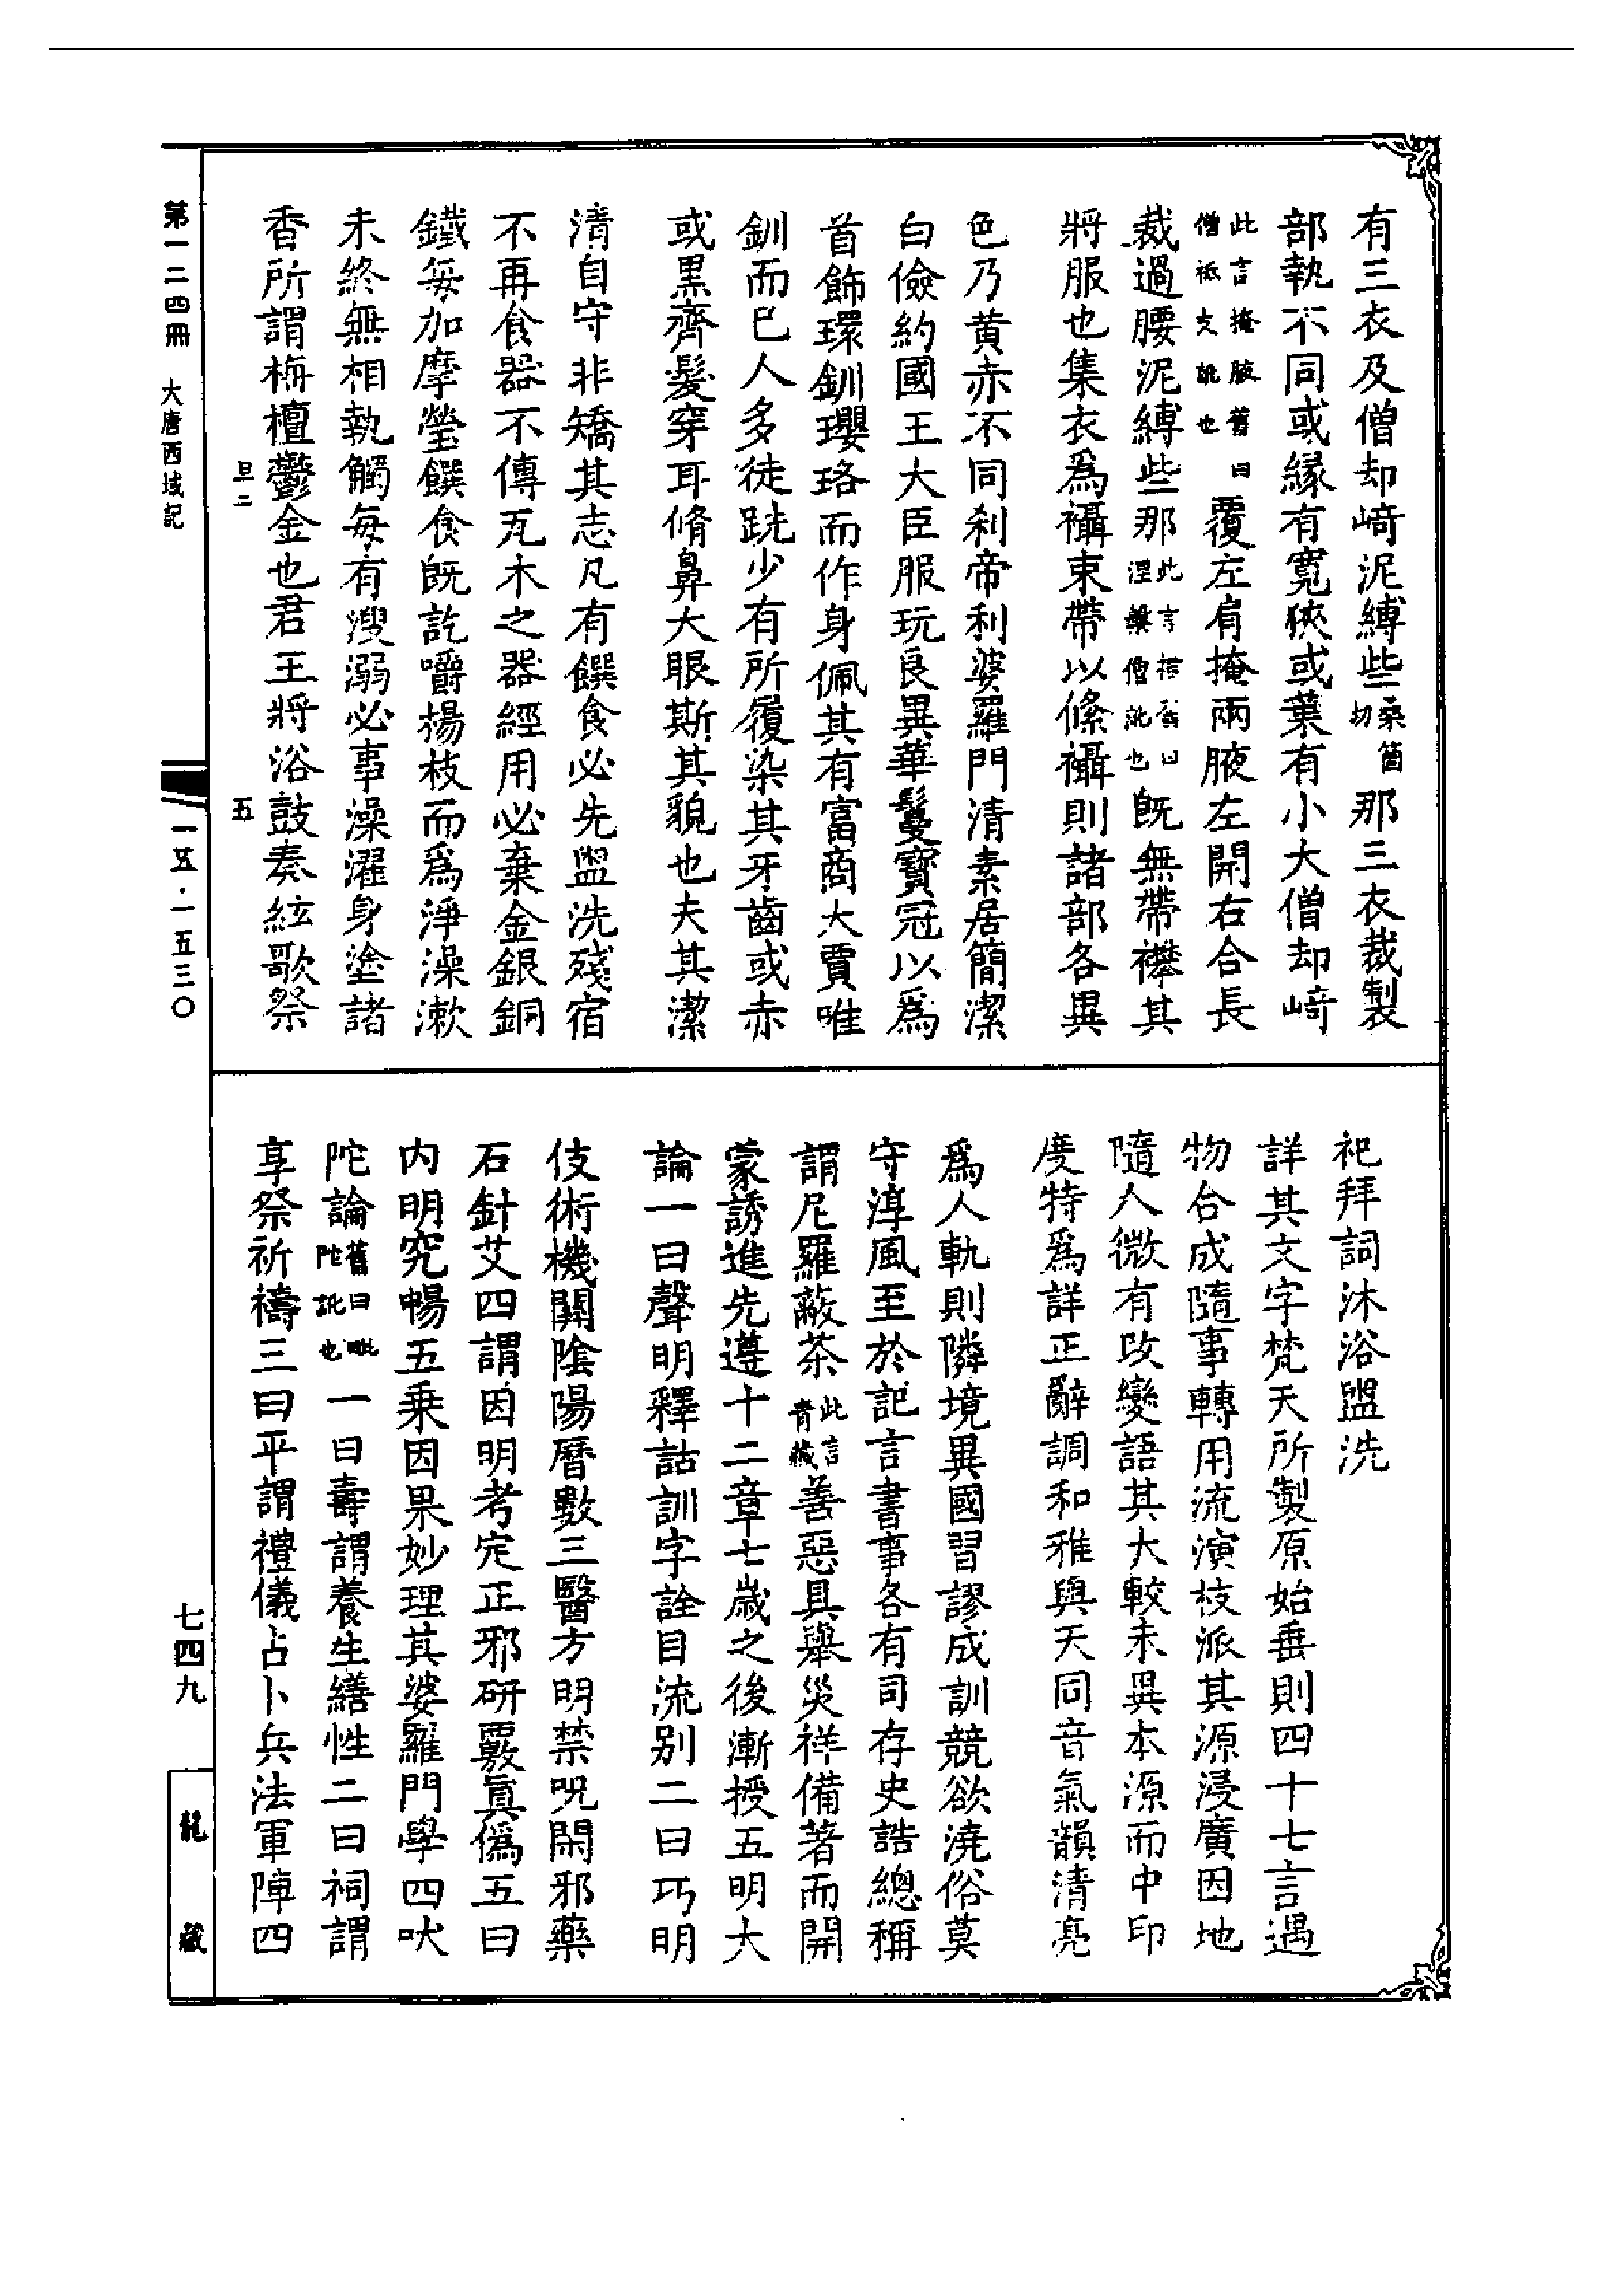 有三衣及僧却崎泥縛些桑箇切那三衣裁製
部執不同或緣有寬狹或葉有小大僧却崎
此言掩腋舊曰僧祇支訛也覆左肩掩兩腋左開右合長
裁過腰泥縛些那此言裙舊曰涅槃僧訛也既無帶襻其
將服也集衣爲襵束帶以絛襵則諸部各異
色乃黃赤不同刹帝利婆羅門清素居簡潔
白儉約國王大臣服玩良異華鬘寶冠以爲
首飾環釧瓔珞而作身佩其有富商大賈唯
釧而已人多徒跣少有所履染其牙齒或赤
或黑齊髮穿耳脩鼻大眼斯其貌也夫其潔
清自守非矯其志凡有饌食必先盥洗殘宿
不再食器不傳瓦木之器經用必棄金銀銅
鐵每加摩瑩饌食既訖嚼楊枝而爲淨澡漱
未終無相執觸每有溲溺必事澡濯身塗諸
香所謂栴檀鬱金也君王將浴鼓奏絃歌祭
旦二 五
祀拜詞沐浴盥洗
詳其文字梵天所製原始垂則四十七言遇
物合成隨事轉用流演枝派其源浸廣因地
隨人微有改變語其大較未異本源而中印
度特爲詳正辭調和雅與天同音氣韻清亮
爲人軌則隣境異國習謬成訓競欲澆俗莫
守淳風至於記言書事各有司存史誥總稱
謂尼羅蔽茶此言青藏善惡具舉災祥備著而開
蒙誘進先遵十二章七歲之後漸授五明大
論一曰聲明釋詁訓字詮目流別二曰巧明
伎術機關陰陽曆數三醫方明禁呪閑邪藥
石針艾四謂因明考定正邪研覈真僞五曰
內明究暢五乘因果妙理其婆羅門學四吠
陀論舊曰毗陀訛也一曰壽謂養生繕性二曰祠謂
享祭祈禱三曰平謂禮儀占卜兵法軍陣四
第一二四冊 大唐西域記
一五·一五三〇
七四九
龍藏